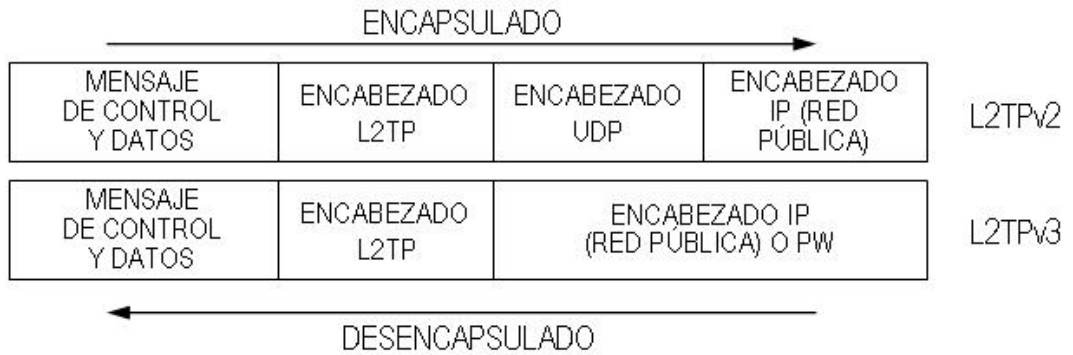 ENCAPSULADO
MENSAJE
DE CONTROL
Y DATOS
ENCABEZADO
L2TP
ENCABEZADO
UDP
ENCABEZADO
IP (RED
PÚBLICA)
L2TPv2
MENSAJE
DE CONTROL
Y DATOS
ENCABEZADO
L2TP
ENCABEZADO IP
(RED PÚBLICA) O PW
L2TPv3
DESENCAPSULADO